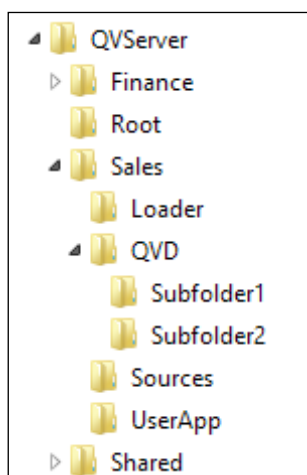 QVServer
Finance
Root
Sales
Loader
QVD
Subfolder1
Subfolder2
Sources
UserApp
Shared